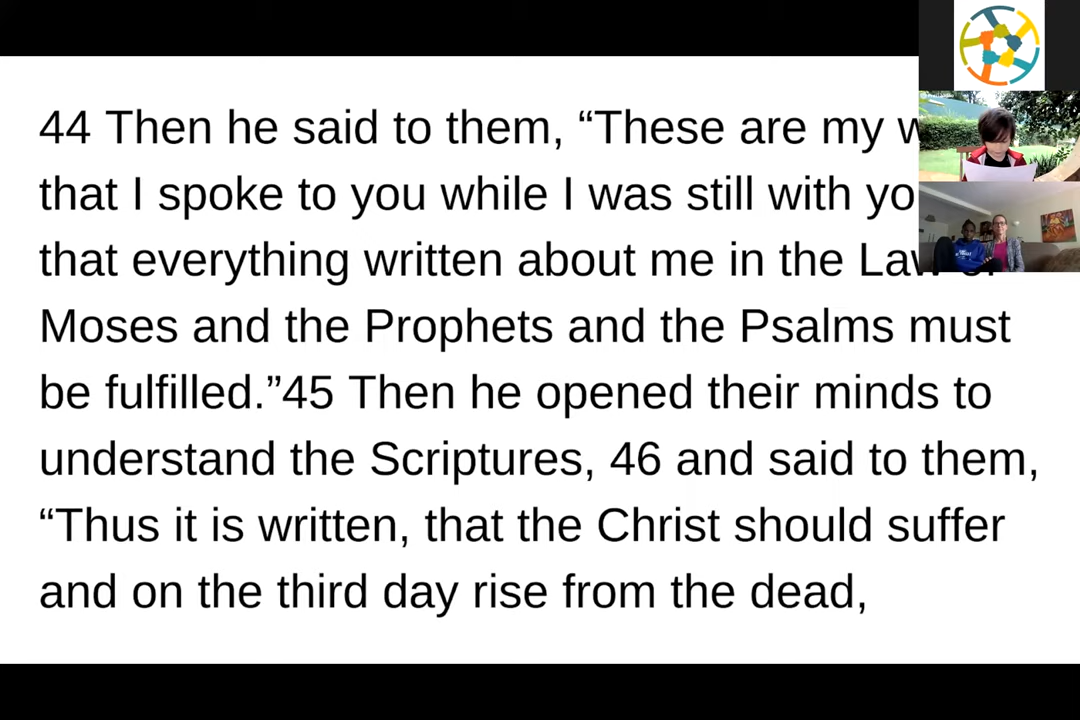 44 Then he said to them, “These are my
that I spoke to you while I was still with
that everything written about me in the Law of
Moses and the Prophets and the Psalms must
be fulfilled.”45 Then he opened their minds to
understand the Scriptures, 46 and said to them,
“Thus it is written, that the Christ should suffer
and on the third day rise from the dead,